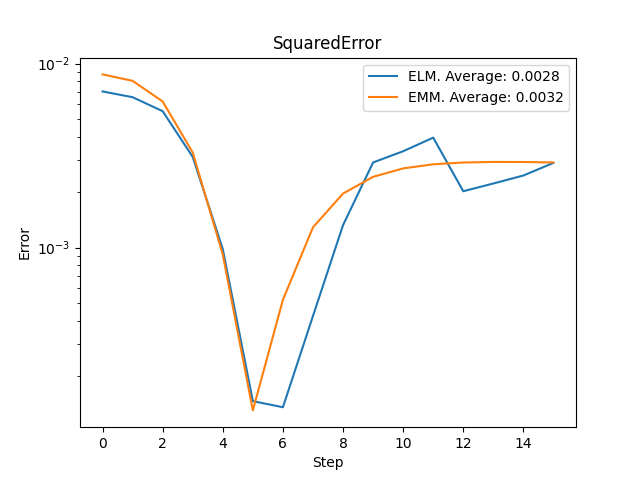 SquaredError
ELM. Average: 0.0028
EMM. Average: 0.0032
10⁻²
10⁻³
Error
0 2 4 6 8 10 12 14
Step